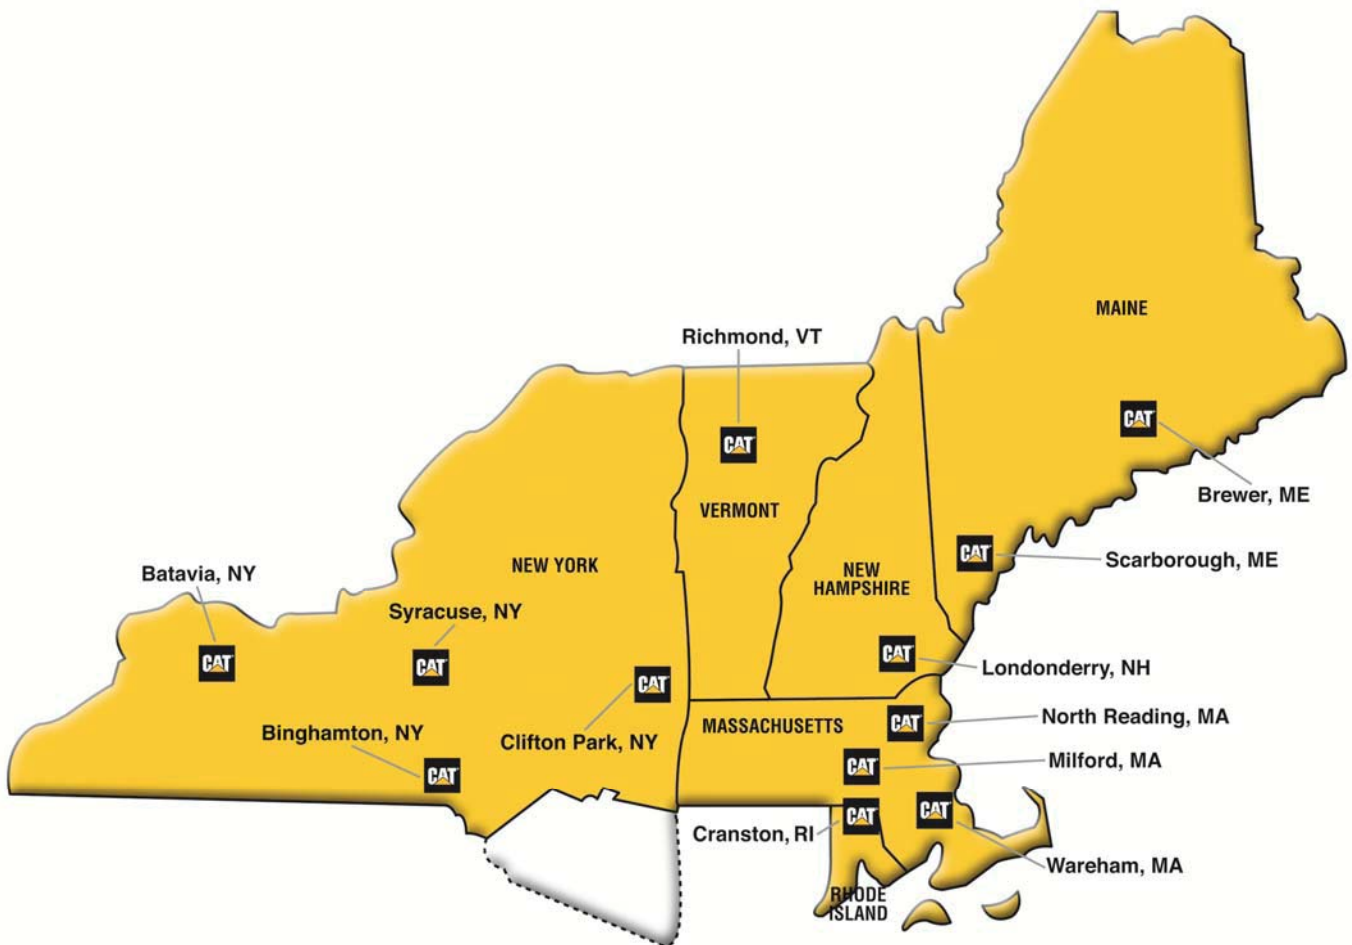 MAINE
Richmond, VT
CAT
CAT
Brewer, ME
VERMONT
CAT
Scarborough, ME
NEW YORK
NEW
HAMPSHIRE
Batavia, NY
Syracuse, NY
CAT
CAT
CAT
Londonderry, NH
CAT
Binghamton, NY
Clifton Park, NY
MASSACHUSETTS
CAT
North Reading, MA
CAT
CAT
Milford, MA
Cranston, RI
CAT
CAT
Wareham, MA
RHODE
ISLAND